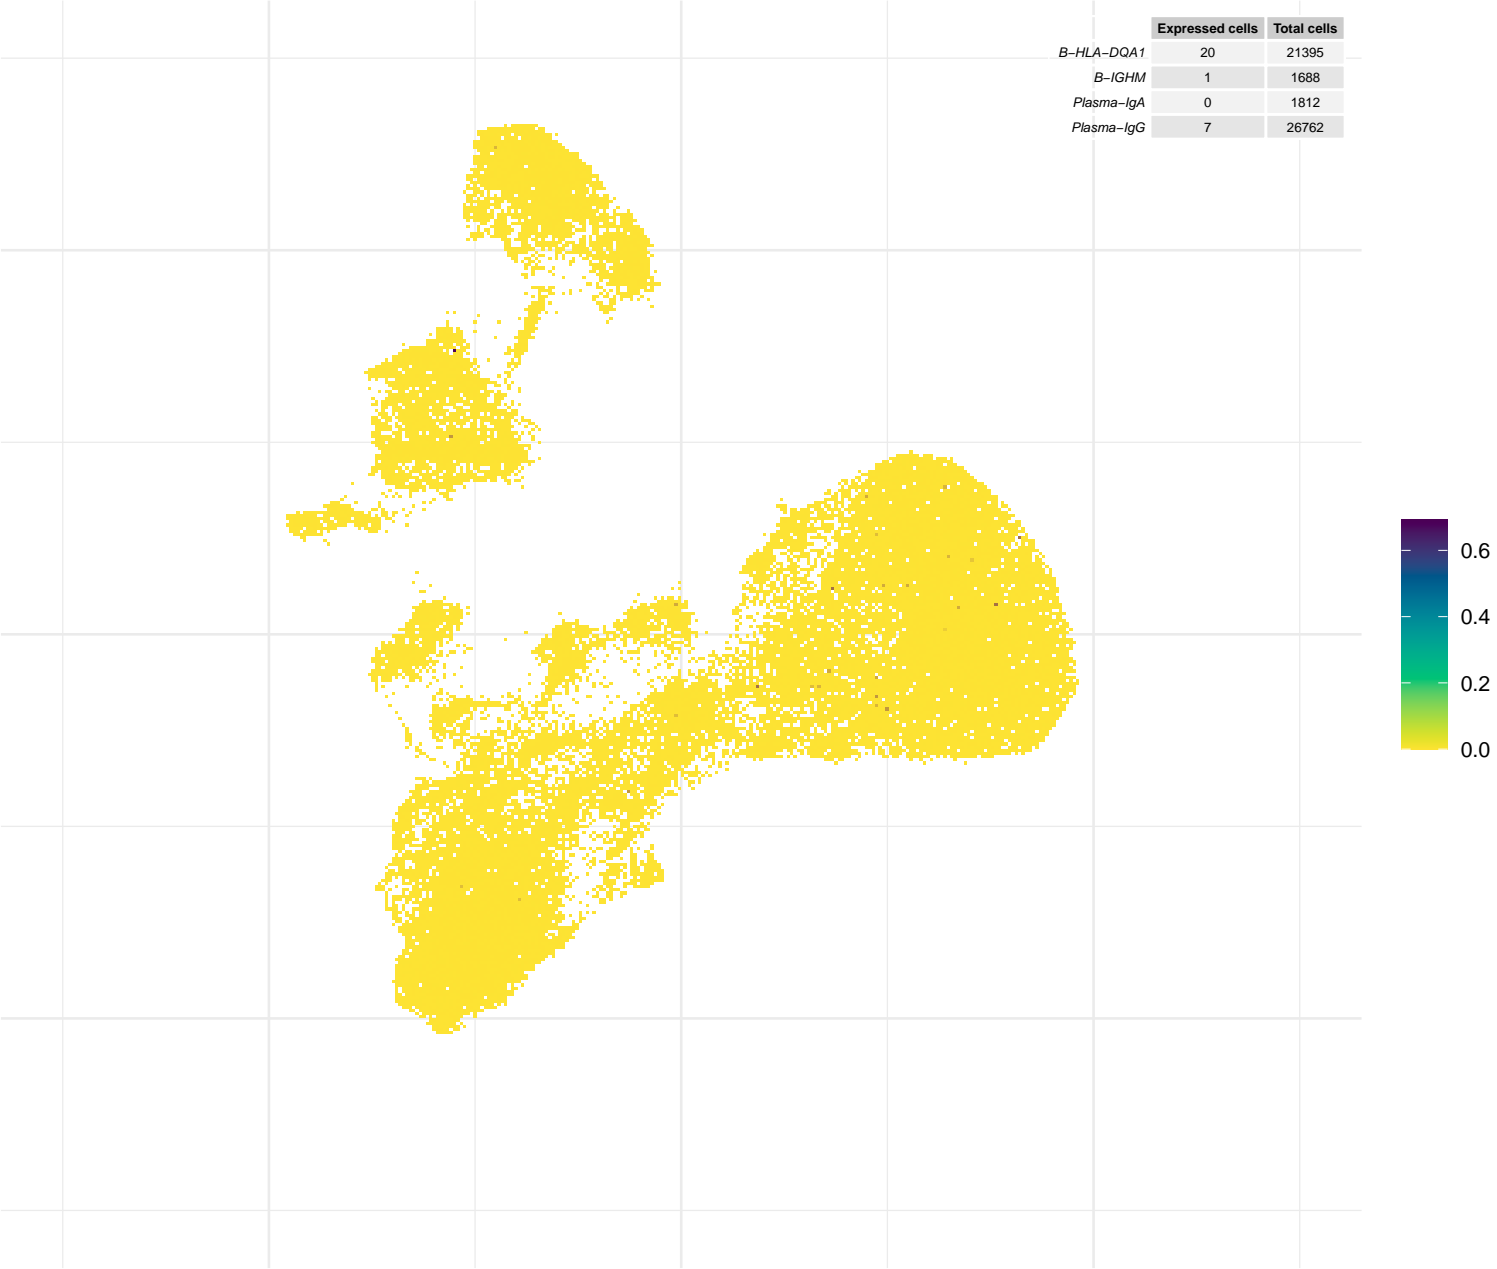 Expressed cells Total cells
B−HLA−DQA1 20 21395
B−IGHM 1 1688
Plasma−IgA 0 1812
Plasma−IgG 7 26762
0.6
0.4
0.2
0.0